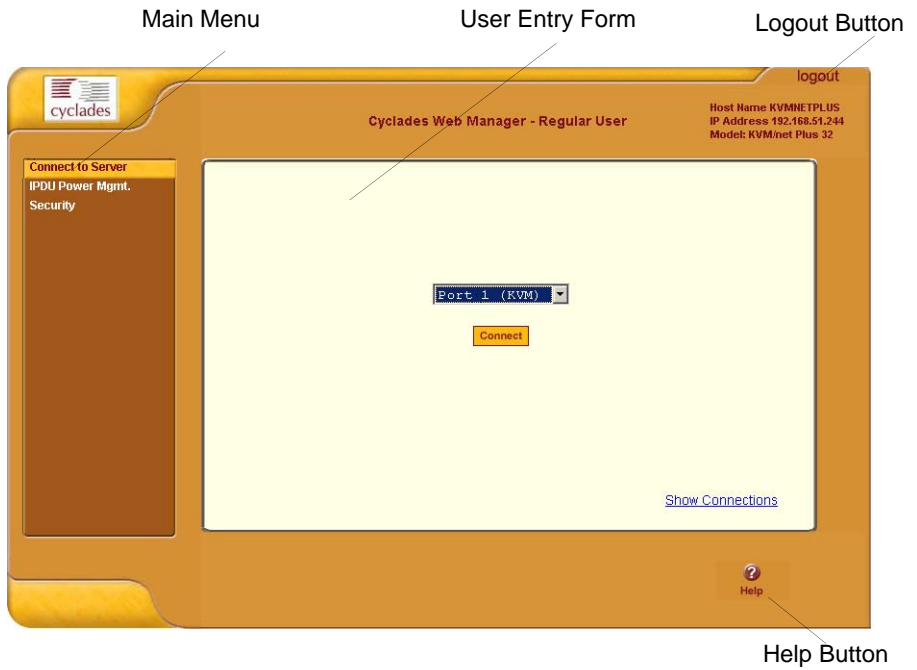 Main Menu
User Entry Form
Logout Button
logout
cyclades
Cyclades Web Manager - Regular User
Host Name KVMNETPLUS
IP Address 192.168.51.244
Model: KVM/net Plus 32
Connect to Server
IPDU Power Mgmt.
Security
Port 1 (KVM)
Connect
Show Connections
?
Help
Help Button